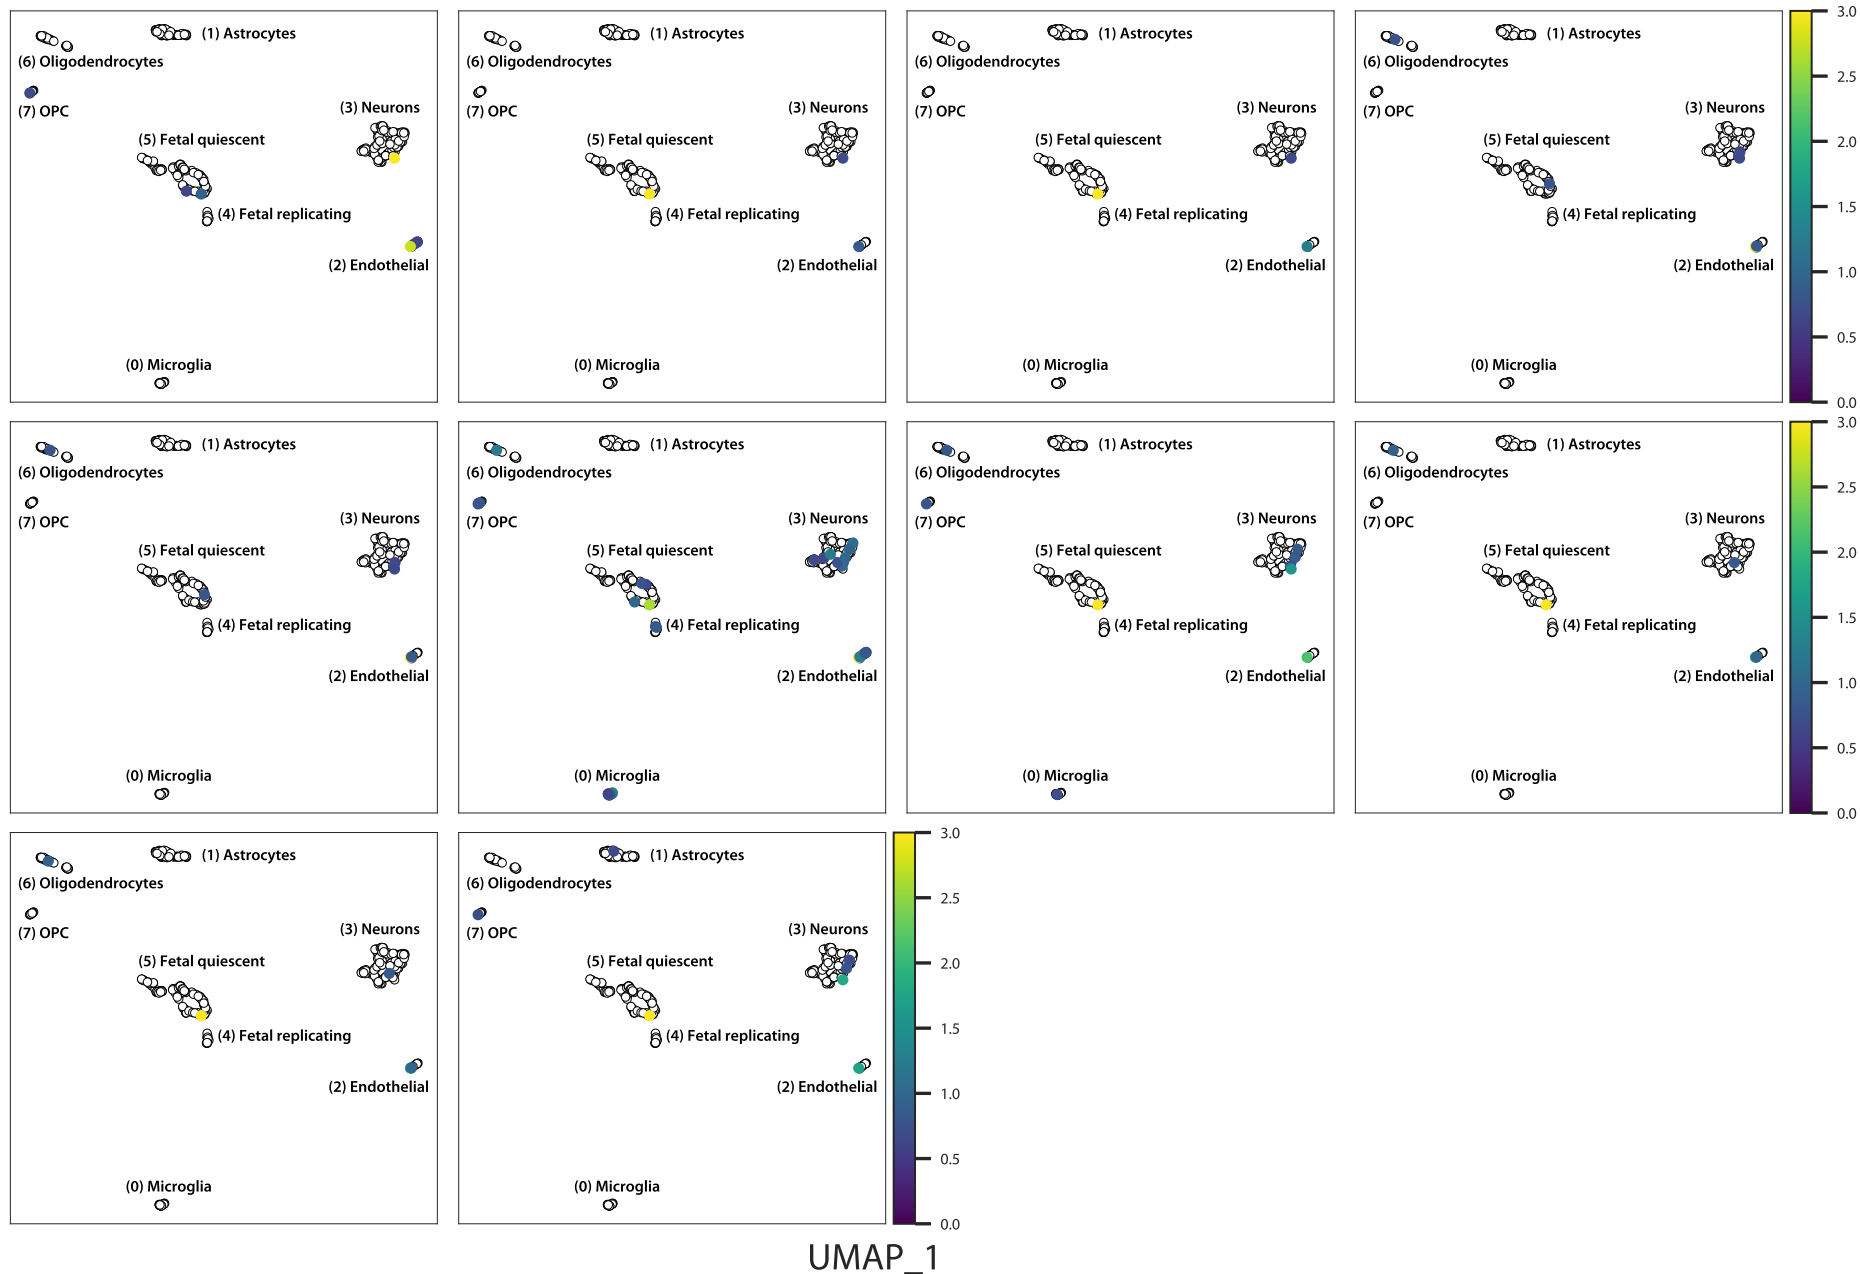 (1) Astrocytes
(6) Oligodendrocytes
(7) OPC
(3) Neurons
(5) Fetal quiescent
(4) Fetal replicating
(2) Endothelial
(0) Microglia
(1) Astrocytes
(6) Oligodendrocytes
(7) OPC
(3) Neurons
(5) Fetal quiescent
(4) Fetal replicating
(2) Endothelial
(0) Microglia
(1) Astrocytes
(6) Oligodendrocytes
(7) OPC
(3) Neurons
(5) Fetal quiescent
(4) Fetal replicating
(2) Endothelial
(0) Microglia
(1) Astrocytes
(6) Oligodendrocytes
(7) OPC
(3) Neurons
(5) Fetal quiescent
(4) Fetal replicating
(2) Endothelial
(0) Microglia
3.0
2.5
2.0
1.5
1.0
0.5
0.0
(1) Astrocytes
(6) Oligodendrocytes
(7) OPC
(3) Neurons
(5) Fetal quiescent
(4) Fetal replicating
(2) Endothelial
(0) Microglia
(1) Astrocytes
(6) Oligodendrocytes
(7) OPC
(3) Neurons
(5) Fetal quiescent
(4) Fetal replicating
(2) Endothelial
(0) Microglia
(1) Astrocytes
(6) Oligodendrocytes
(7) OPC
(3) Neurons
(5) Fetal quiescent
(4) Fetal replicating
(2) Endothelial
(0) Microglia
(1) Astrocytes
(6) Oligodendrocytes
(7) OPC
(3) Neurons
(5) Fetal quiescent
(4) Fetal replicating
(2) Endothelial
(0) Microglia
3.0
2.5
2.0
1.5
1.0
0.5
0.0
(1) Astrocytes
(6) Oligodendrocytes
(7) OPC
(3) Neurons
(5) Fetal quiescent
(4) Fetal replicating
(2) Endothelial
(0) Microglia
(1) Astrocytes
(6) Oligodendrocytes
(7) OPC
(3) Neurons
(5) Fetal quiescent
(4) Fetal replicating
(2) Endothelial
(0) Microglia
3.0
2.5
2.0
1.5
1.0
0.5
0.0
UMAP_1